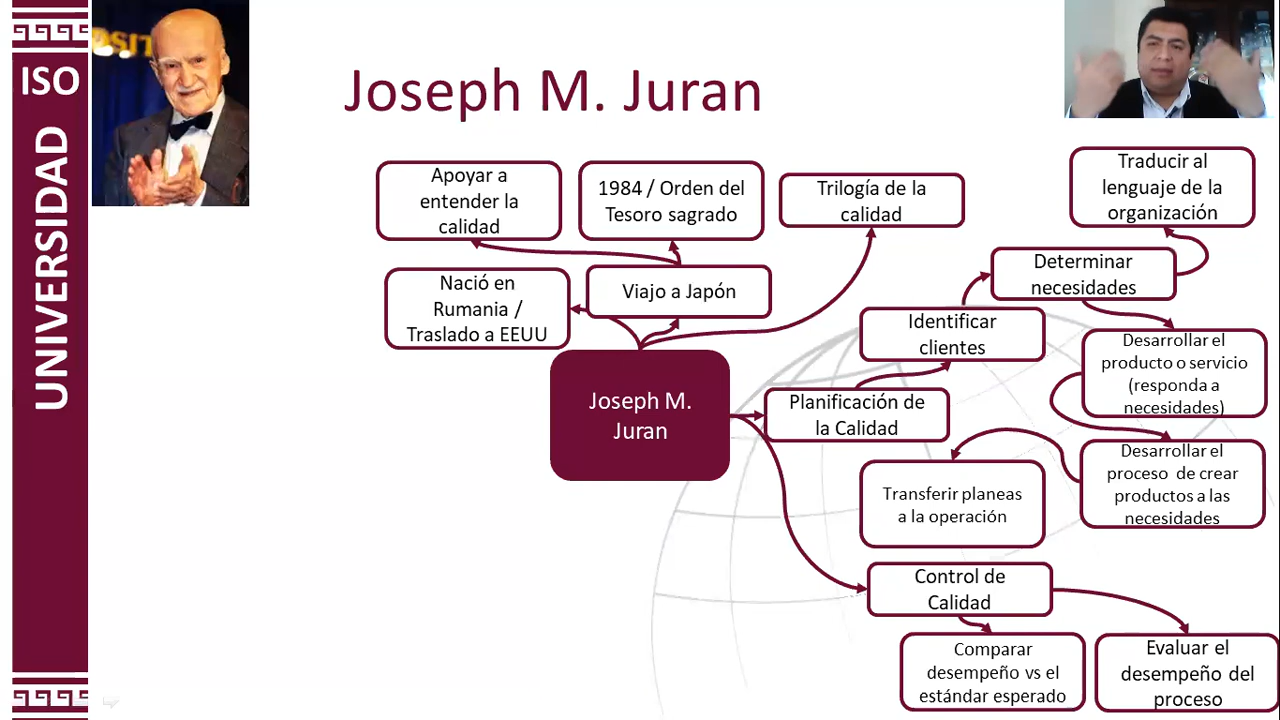 ISO
UNIVERSIDAD
Joseph M. Juran
Apoyar a
entender la
calidad
1984 / Orden del
Tesoro sagrado
Trilogía de la
calidad
Traducir al
lenguaje de la
organización
Nació en
Rumania /
Traslado a EEUU
Viajo a Japón
Determinar
necesidades
Identificar
clientes
Desarrollar el
producto o servicio
(responda a
necesidades)
Joseph M.
Juran
Planificación de
la Calidad
Desarrollar el
proceso de crear
productos a las
necesidades
Transferir planeas
a la operación
Control de
Calidad
Comparar
desempeño vs el
estándar esperado
Evaluar el
desempeño del
proceso